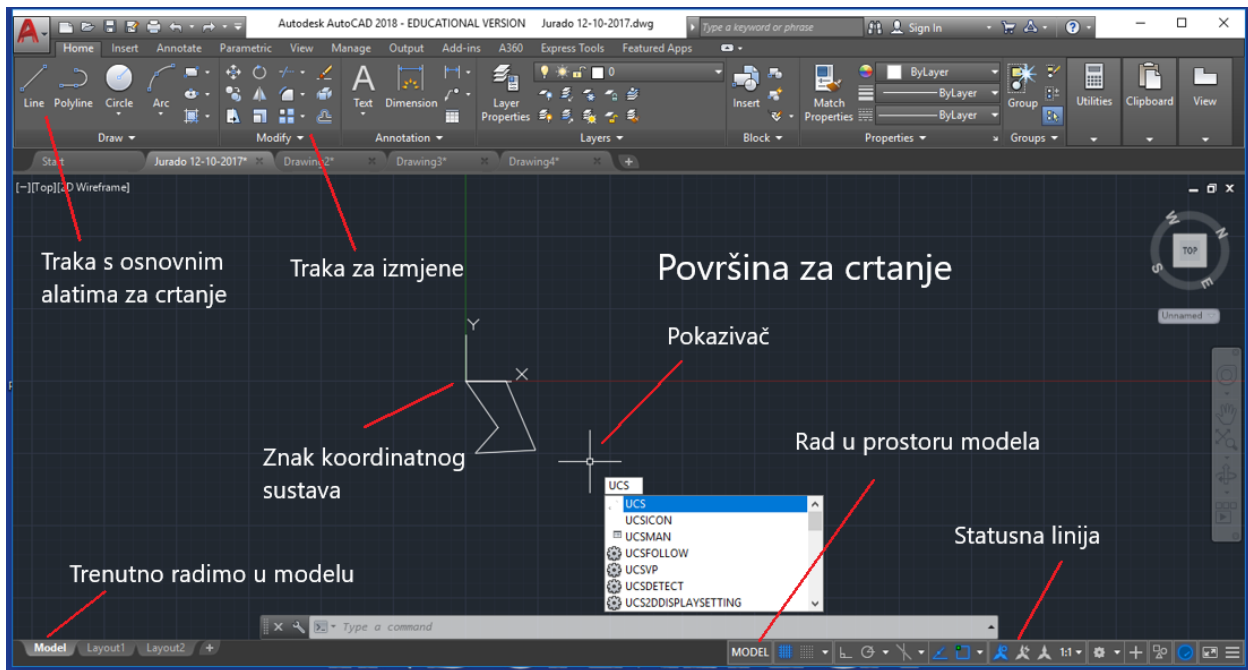 Autodesk AutoCAD 2018 - EDUCATIONAL VERSION Jurado 12-10-2017.dwg
Type a keyword or phrase
Sign In
Home Insert Annotate Parametric View Manage Output Add-ins A360 Express Tools Featured Apps
0
ByLayer
ByLayer
ByLayer
Line Polyline Circle Arc
Text Dimension
Layer Properties
Insert
Match Properties
Group
Utilities Clipboard View
Draw Modify Annotation Layers Block Properties Groups
Start Jurado 12-10-2017* Drawing2* Drawing3* Drawing4*
[−][Top][2D Wireframe]
Traka s osnovnim
alatima za crtanje
Traka za izmjene
Površina za crtanje
N
W
TOP
S
E
Unnamed
Y
X
Pokazivač
Znak koordinatnog
sustava
Rad u prostoru modela
UCS
UCS
UCSICON
UCSMAN
UCSFOLLOW
UCSVP
UCSDETECT
UCS2DDISPLAYSETTING
Statusna linija
Trenutno radimo u modelu
Type a command
Model Layout1 Layout2 +
MODEL
1:1